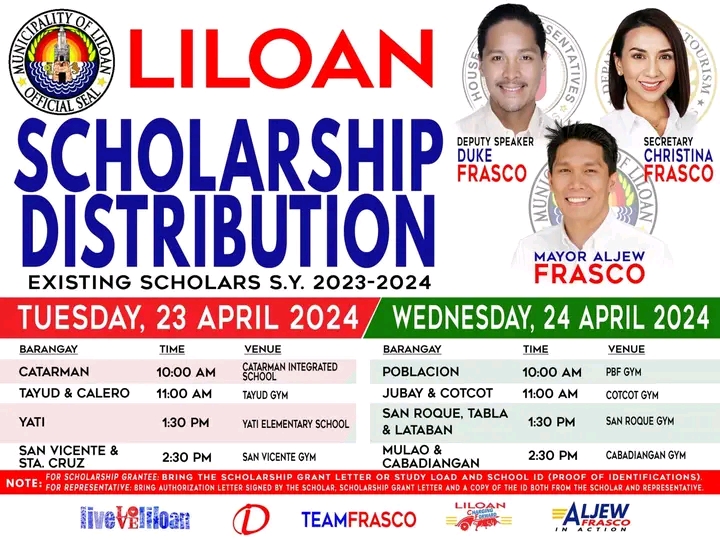 MUNICIPALITY OF LILOAN
OFFICIAL SEAL
LILOAN
SCHOLARSHIP
DISTRIBUTION
EXISTING SCHOLARS S.Y. 2023-2024
DEPUTY SPEAKER
DUKE
FRASCO
SECRETARY
CHRISTINA
FRASCO
MAYOR ALJEW
FRASCO
TUESDAY, 23 APRIL 2024
BARANGAY TIME VENUE
CATARMAN 10:00 AM CATARMAN INTEGRATED SCHOOL
TAYUD & CALERO 11:00 AM TAYUD GYM
YATI 1:30 PM YATI ELEMENTARY SCHOOL
SAN VICENTE & STA. CRUZ 2:30 PM SAN VICENTE GYM
WEDNESDAY, 24 APRIL 2024
BARANGAY TIME VENUE
POBLACION 10:00 AM PBF GYM
JUBAY & COTCOT 11:00 AM COTCOT GYM
SAN ROQUE, TABLA & LATABAN 1:30 PM SAN ROQUE GYM
MULAO & CABADIANGAN 2:30 PM CABADIANGAN GYM
NOTE: FOR SCHOLARSHIP GRANTEE: BRING THE SCHOLARSHIP GRANT LETTER OR STUDY LOAD AND SCHOOL ID (PROOF OF IDENTIFICATIONS).
FOR REPRESENTATIVE: BRING AUTHORIZATION LETTER SIGNED BY THE SCHOLAR, SCHOLARSHIP GRANT LETTER AND A COPY OF THE ID BOTH FROM THE SCHOLAR AND REPRESENTATIVE.
live LOVE liloan
D
TEAMFRASCO
LILOAN
CHARGING
FORWARD
ALJEW
FRASCO
IN ACTION